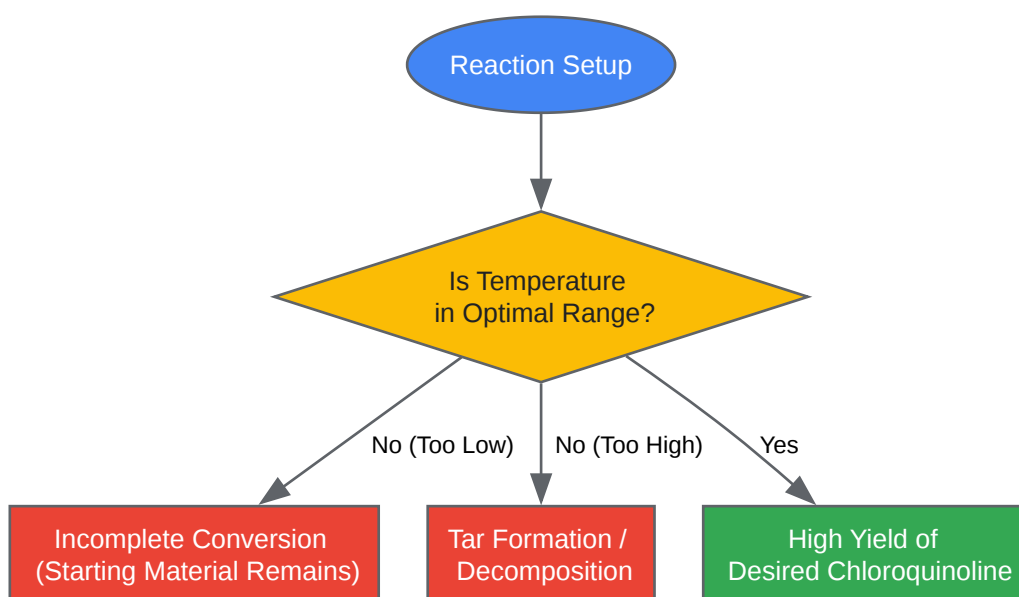 Reaction Setup
Is Temperature
in Optimal Range?
No (Too Low)
No (Too High)
Yes
Incomplete Conversion
(Starting Material Remains)
Tar Formation /
Decomposition
High Yield of
Desired Chloroquinoline